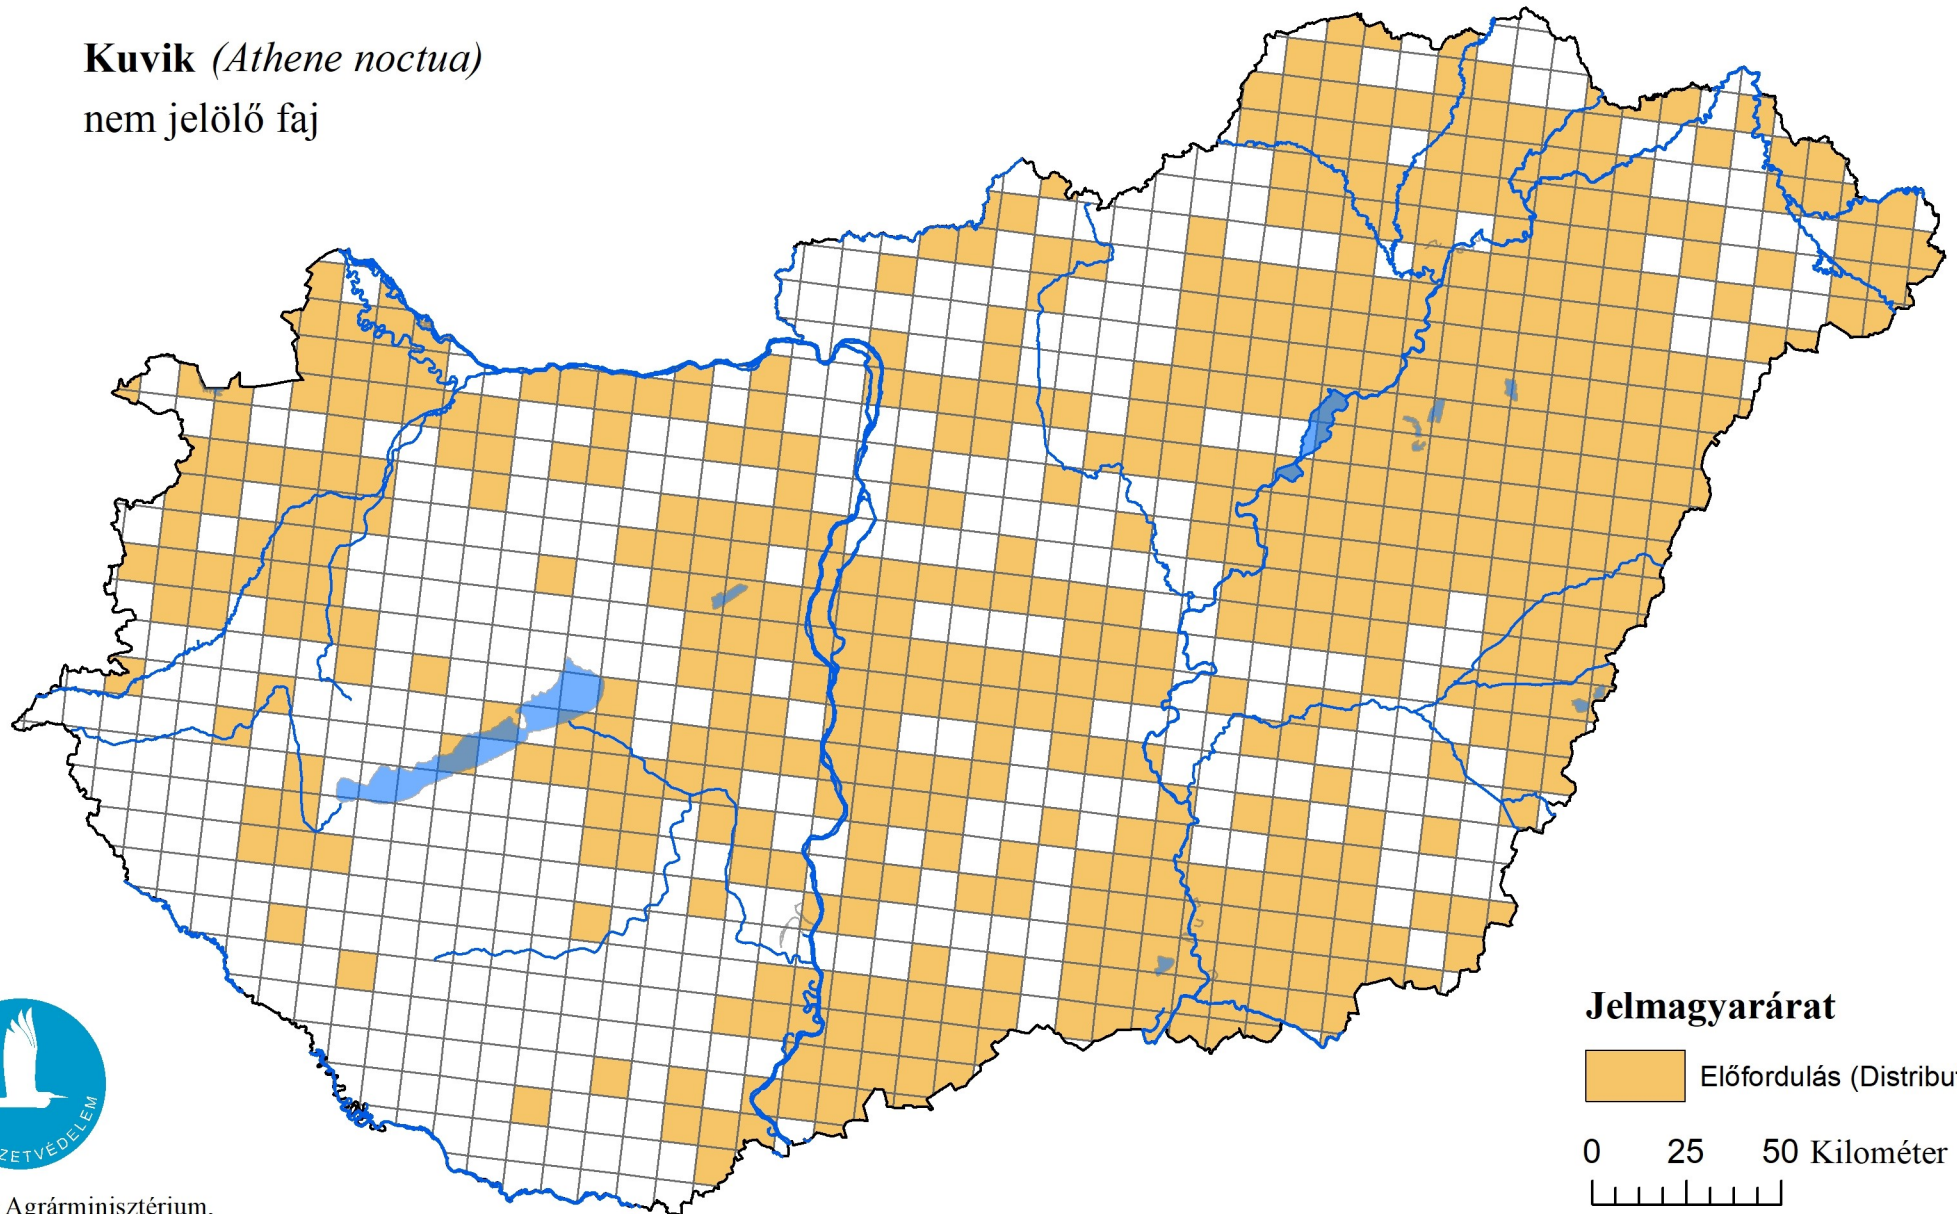 Kuvik (Athene noctua)
nem jelölő faj
Jelmagyarárat
Előfordulás (Distribu
0 25 50 Kilométer
ZETVÉDELEM
Agrárminisztérium,